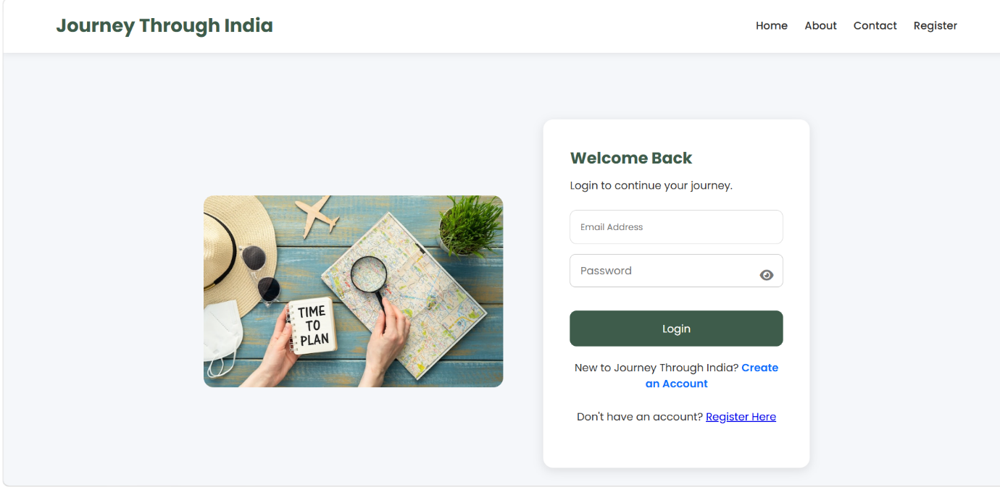 Journey Through India
Home About Contact Register
TIME
TO
PLAN
Welcome Back
Login to continue your journey.
Email Address
Password
Login
New to Journey Through India? Create
an Account
Don't have an account? Register Here